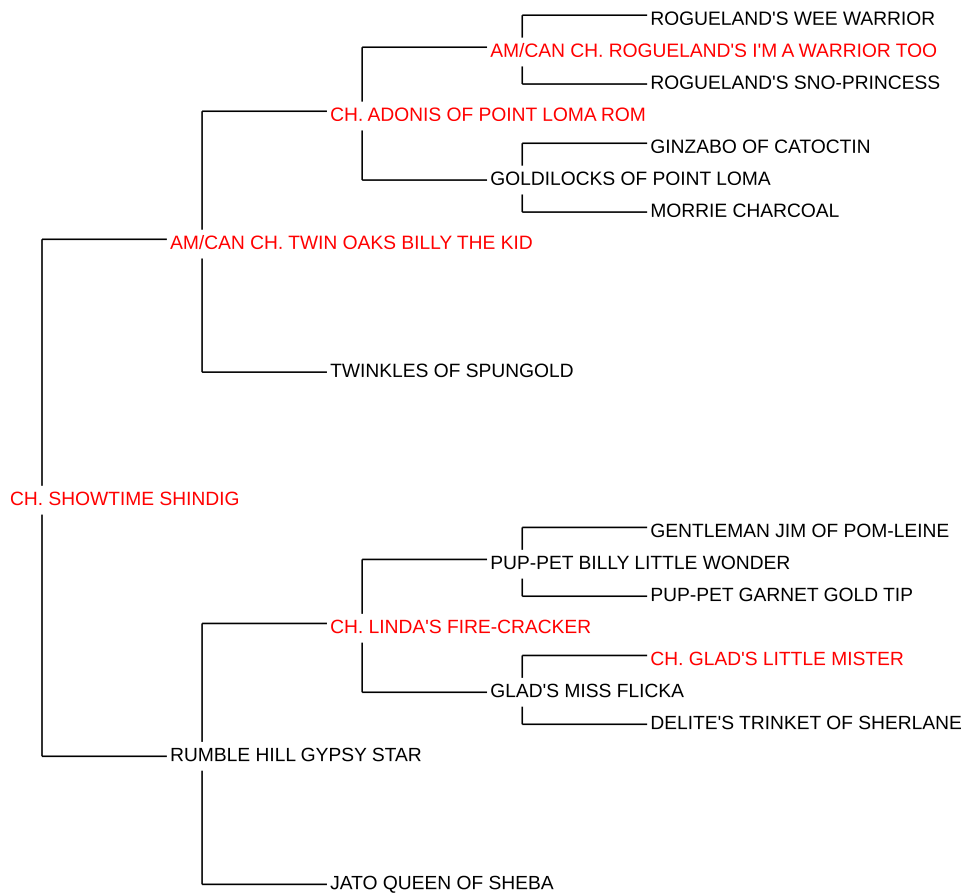 ROGUELAND'S WEE WARRIOR
AM/CAN CH. ROGUELAND'S I'M A WARRIOR TOO
ROGUELAND'S SNO-PRINCESS
CH. ADONIS OF POINT LOMA ROM
GINZABO OF CATOCTIN
GOLDILOCKS OF POINT LOMA
MORRIE CHARCOAL
AM/CAN CH. TWIN OAKS BILLY THE KID
TWINKLES OF SPUNGOLD
CH. SHOWTIME SHINDIG
GENTLEMAN JIM OF POM-LEINE
PUP-PET BILLY LITTLE WONDER
PUP-PET GARNET GOLD TIP
CH. LINDA'S FIRE-CRACKER
CH. GLAD'S LITTLE MISTER
GLAD'S MISS FLICKA
DELITE'S TRINKET OF SHERLANE
RUMBLE HILL GYPSY STAR
JATO QUEEN OF SHEBA